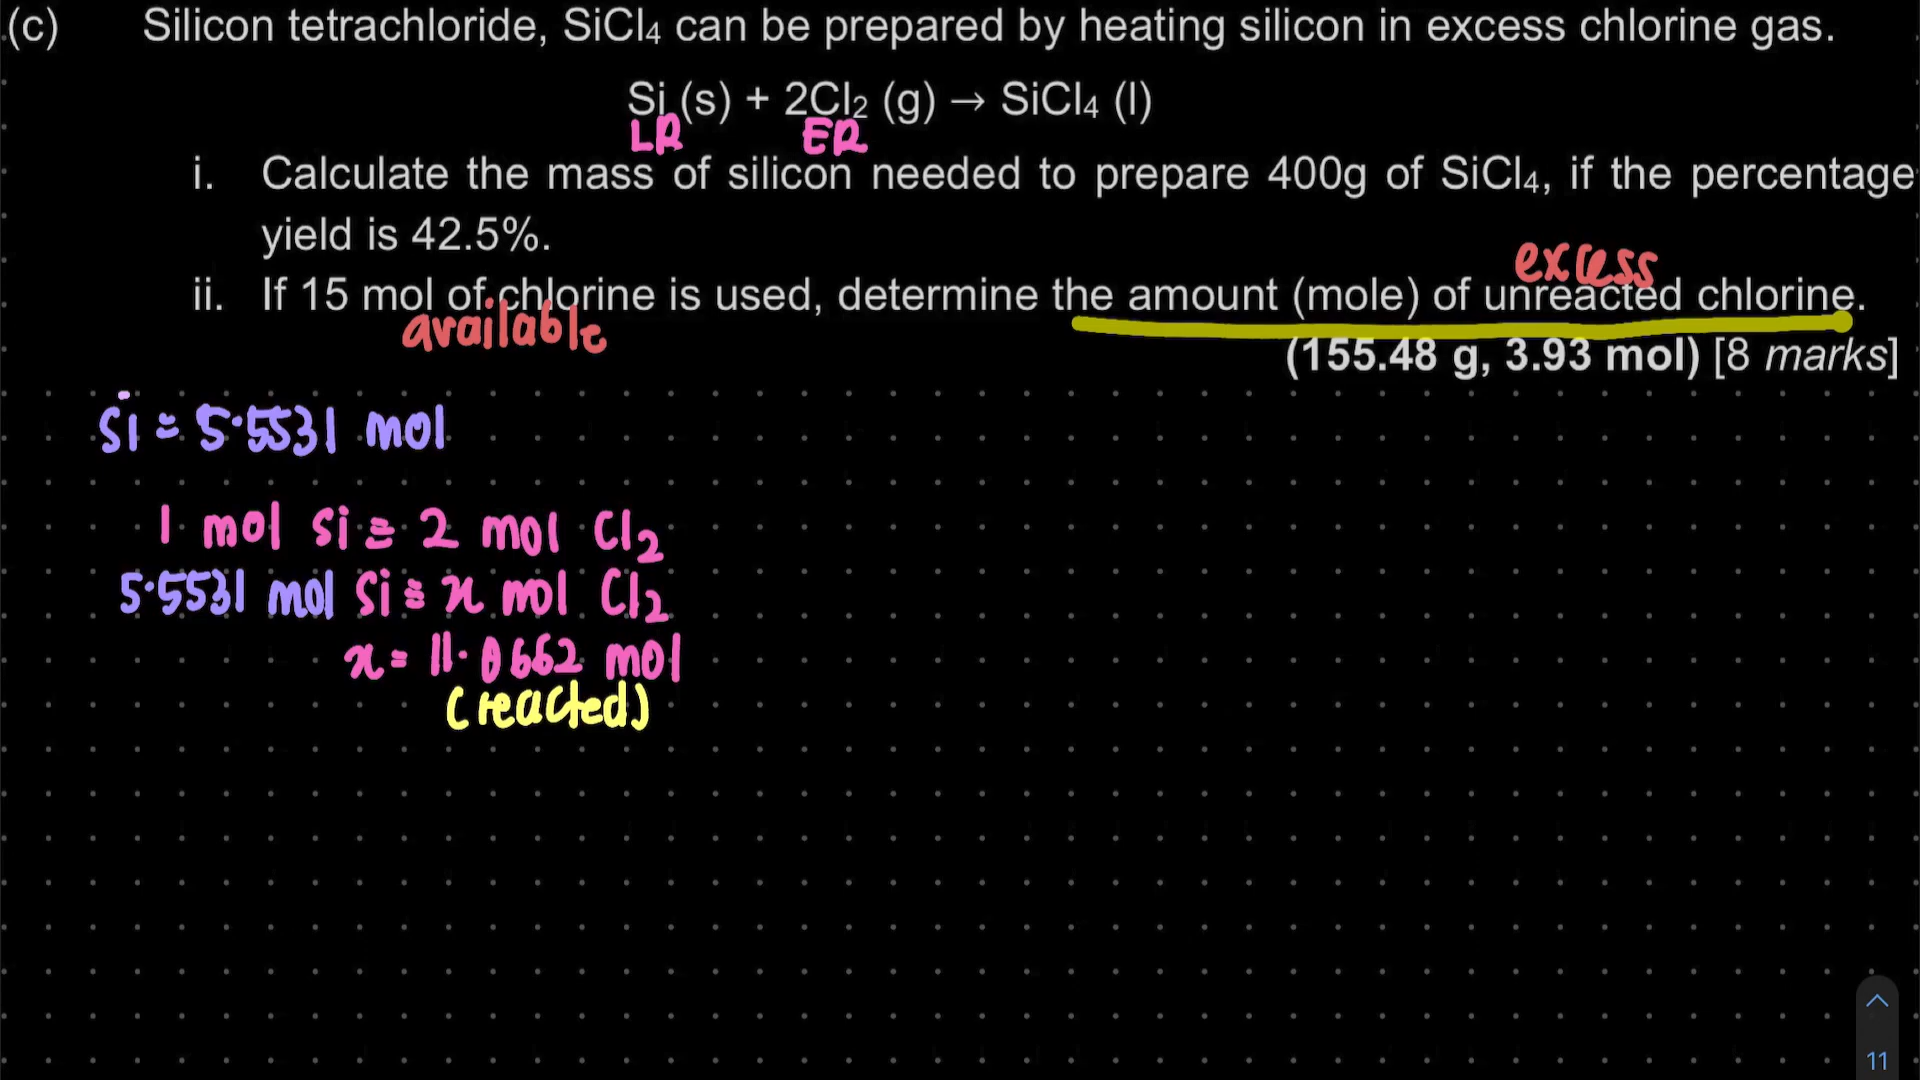 (c) Silicon tetrachloride, SiCl₄ can be prepared by heating silicon in excess chlorine gas.
Si (s) + 2Cl₂ (g) → SiCl₄ (l)
LR ER
i. Calculate the mass of silicon needed to prepare 400g of SiCl₄, if the percentage
yield is 42.5%.
excess
ii. If 15 mol of chlorine is used, determine the amount (mole) of unreacted chlorine.
available
(155.48 g, 3.93 mol) [8 marks]
Si = 5.5531 mol
1 mol Si ≡ 2 mol Cl₂
5.5531 mol Si ≡ x mol Cl₂
x = 11.0662 mol
(reacted)
11